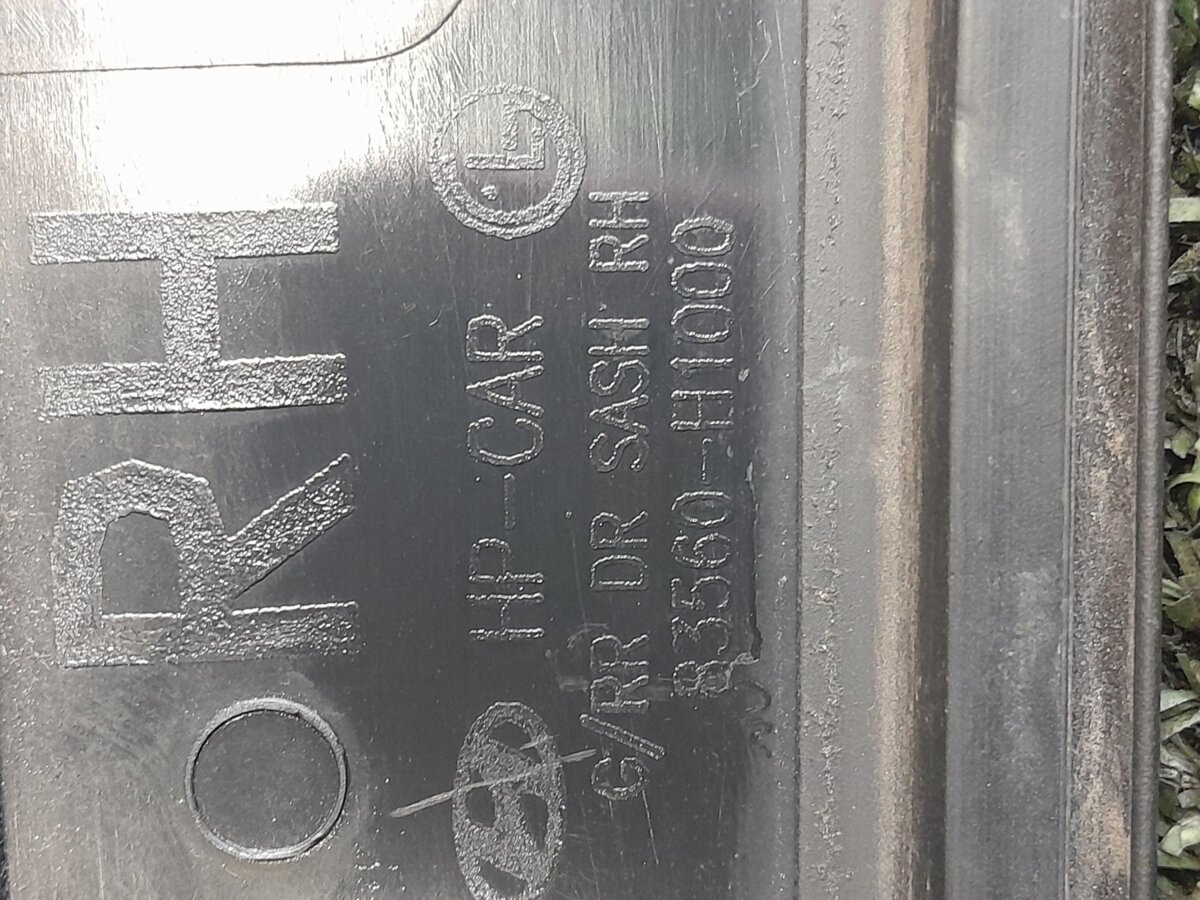 RH
HP-CAR Ł
G/RR DR SASH RH
83560-H1000